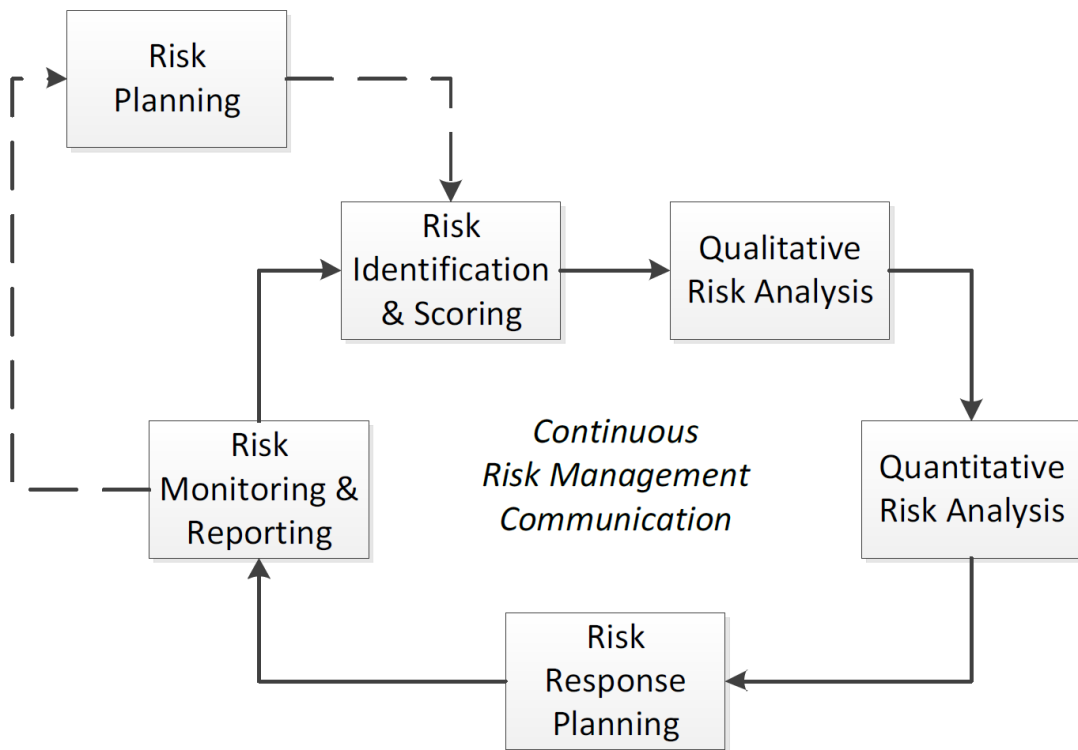 Risk
Planning
Risk
Identification
& Scoring
Qualitative
Risk Analysis
Continuous
Risk Management
Communication
Quantitative
Risk Analysis
Risk
Monitoring &
Reporting
Risk
Response
Planning